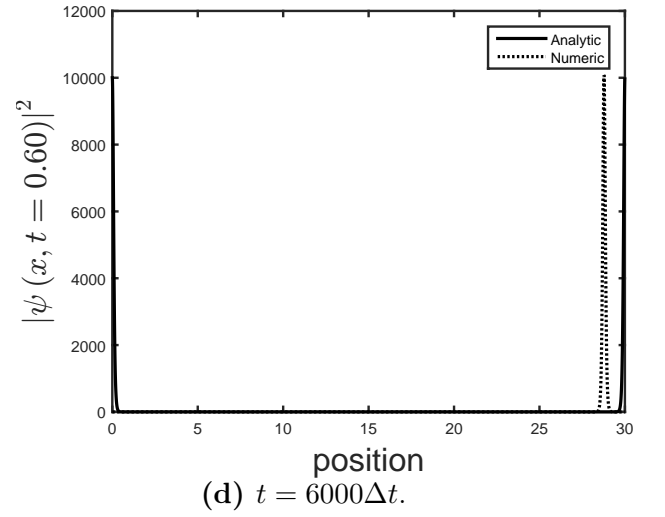 12000
10000
8000
6000
4000
2000
0
|ψ (x, t = 0.60)|²
Analytic
Numeric
0 5 10 15 20 25 30
position
(d) t = 6000Δt.